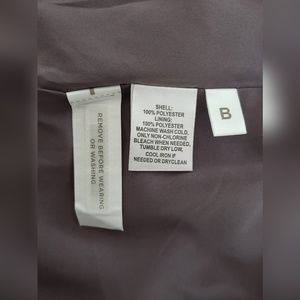 REMOVE BEFORE WEARING
OR WASHING
SHELL:
100% POLYESTER
LINING:
100% POLYESTER
MACHINE WASH COLD,
ONLY NON-CHLORINE
BLEACH WHEN NEEDED,
TUMBLE DRY LOW,
COOL IRON IF
NEEDED OR DRYCLEAN
B